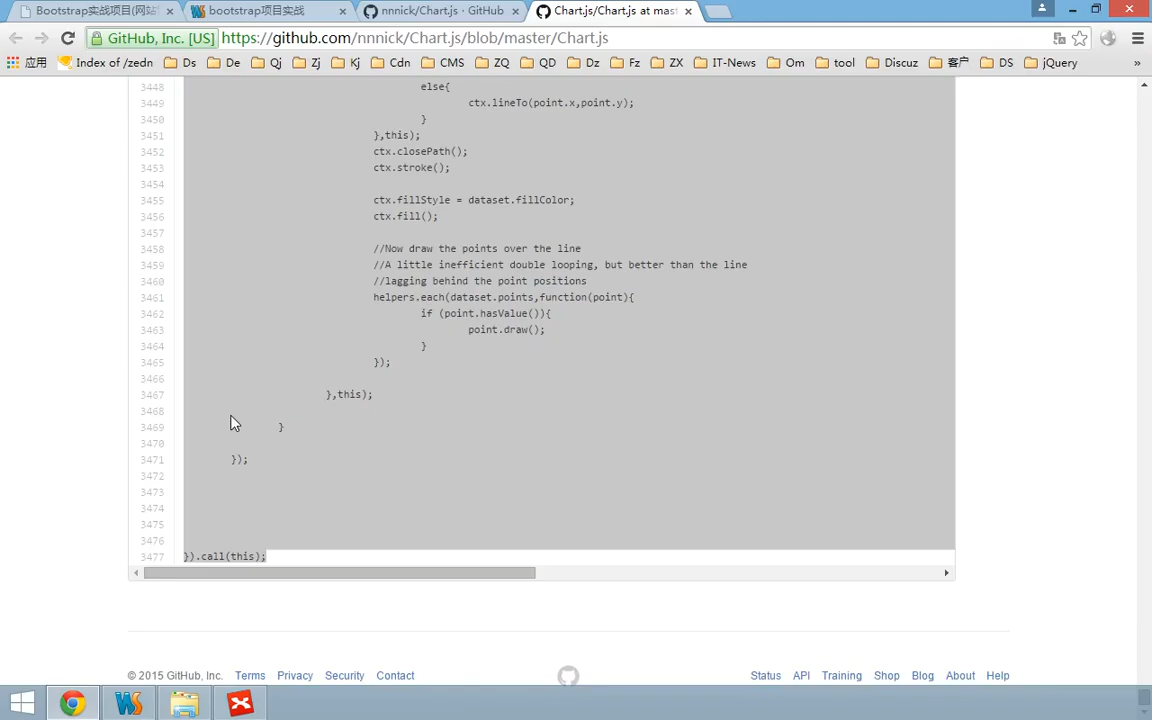 Bootstrap实战项目(网站
bootstrap项目实战
nnnick/Chart.js · GitHub
Chart.js/Chart.js at mas
GitHub, Inc. [US]
https://github.com/nnnick/Chart.js/blob/master/Chart.js
应用
Index of /zedn
Ds
De
Qj
Zj
Kj
Cdn
CMS
ZQ
QD
Dz
Fz
ZX
IT-News
Om
tool
Discuz
客户
DS
jQuery
»
3448 else{
3449 ctx.lineTo(point.x,point.y);
3450 }
3451 },this);
3452 ctx.closePath();
3453 ctx.stroke();
3454
3455 ctx.fillStyle = dataset.fillColor;
3456 ctx.fill();
3457
3458 //Now draw the points over the line
3459 //A little inefficient double looping, but better than the line
3460 //lagging behind the point positions
3461 helpers.each(dataset.points,function(point){
3462 if (point.hasValue()){
3463 point.draw();
3464 }
3465 });
3466
3467 },this);
3468
3469 }
3470
3471 });
3472
3473
3474
3475
3476
3477 }).call(this);
© 2015 GitHub, Inc. Terms Privacy Security Contact
Status API Training Shop Blog About Help